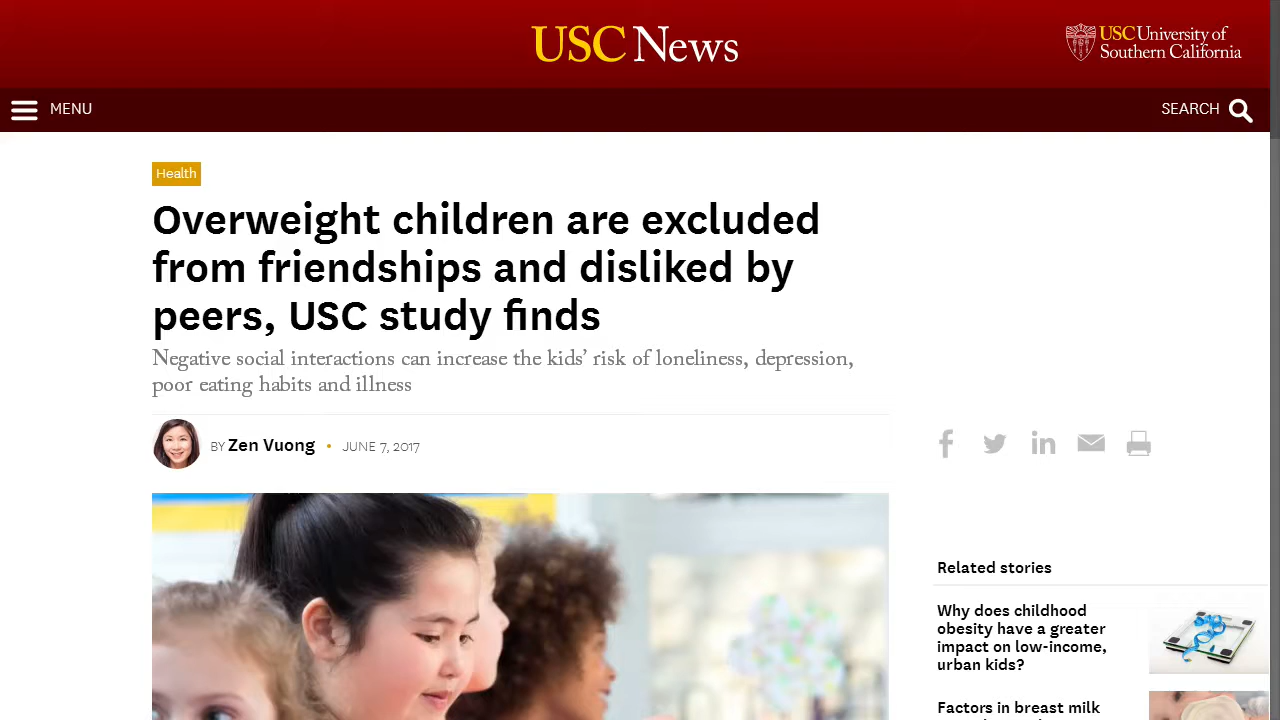 USC News
USC University of
Southern California
MENU
SEARCH
Health
Overweight children are excluded
from friendships and disliked by
peers, USC study finds
Negative social interactions can increase the kids’ risk of loneliness, depression,
poor eating habits and illness
BY Zen Vuong • JUNE 7, 2017
Related stories
Why does childhood
obesity have a greater
impact on low-income,
urban kids?
Factors in breast milk